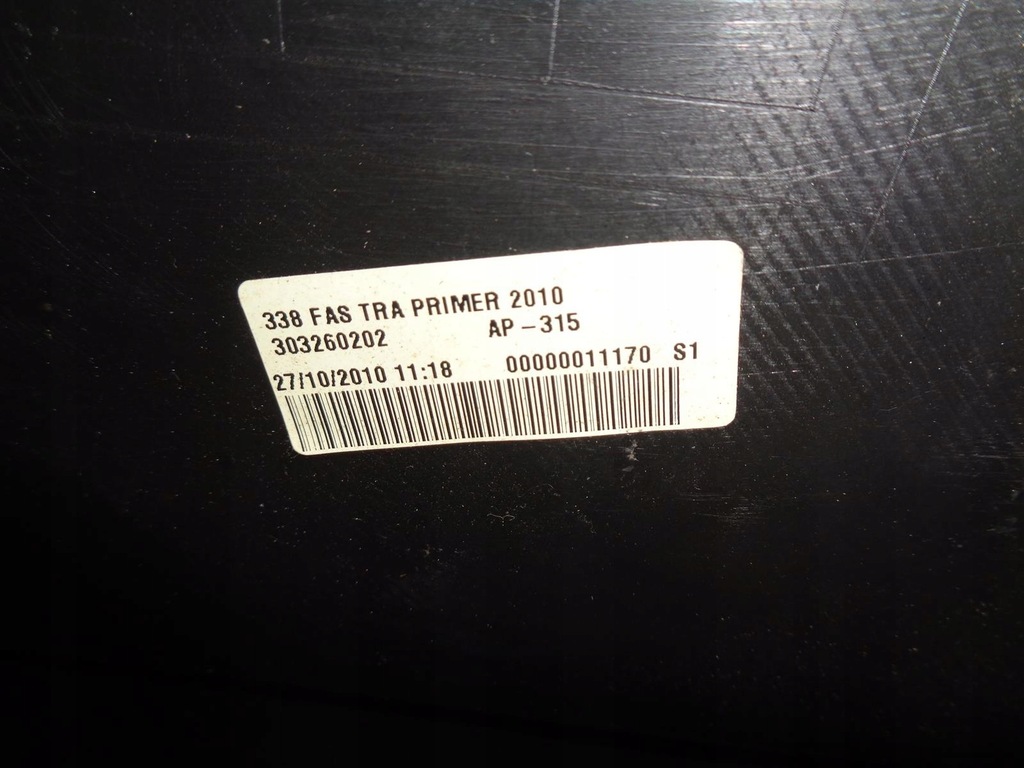 338 FAS TRA PRIMER 2010
303260202 AP-315
27/10/2010 11:18 00000011170 S1